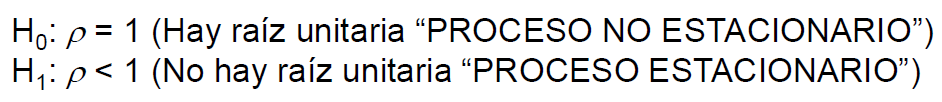 H₀: ρ = 1 (Hay raíz unitaria “PROCESO NO ESTACIONARIO”)
H₁: ρ < 1 (No hay raíz unitaria “PROCESO ESTACIONARIO”)